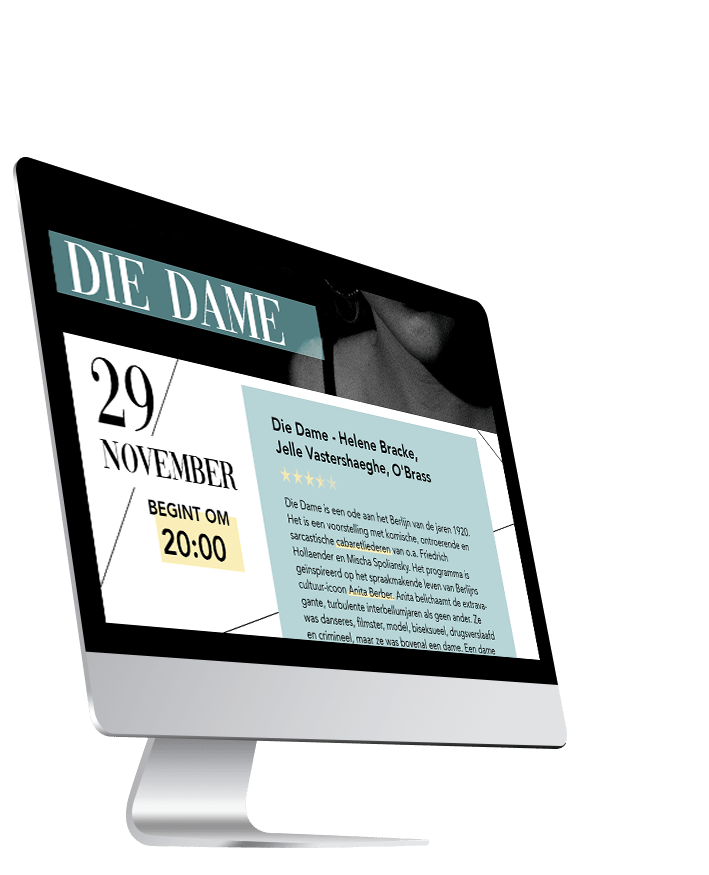 DIE DAME
29
NOVEMBER
BEGINT OM
20:00
Die Dame - Helene Bracke,
Jelle Vastershaeghe, O'Brass
Die Dame is een ode aan het Berlijn van de jaren 1920.
Het is een voorstelling met komische, ontroerende en
sarcastische cabaretliederen van o.a. Friedrich
Hollaender en Mischa Spoliansky. Het programma is
geïnspireerd op het spraakmakende leven van Berlijns
cultuur-icoon Anita Berber. Anita belichaamt de extrava-
gante, turbulente interbellumjaren als geen ander. Ze
was danseres, filmster, model, biseksueel, drugsverslaafd
en crimineel, maar ze was bovenal een dame. Een dame